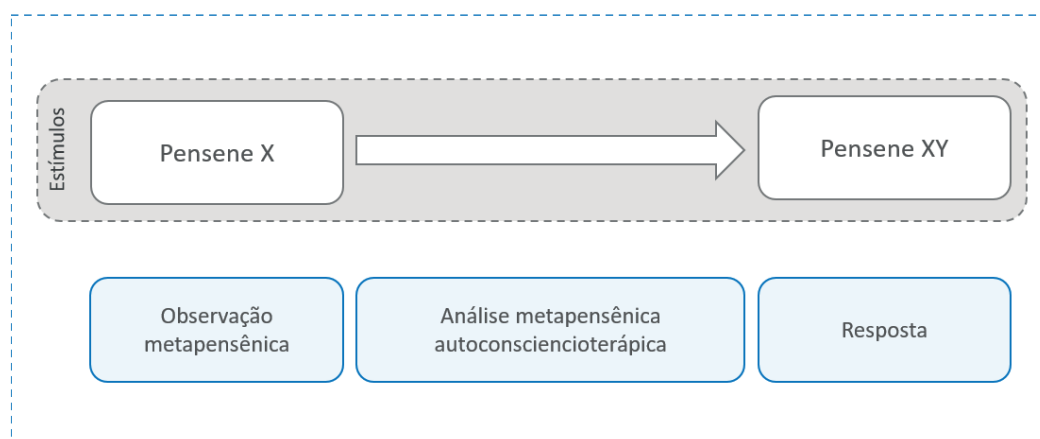 Estímulos
Pensene X
Pensene XY
Observação
metapensênica
Análise metapensênica
autoconsciencioterápica
Resposta